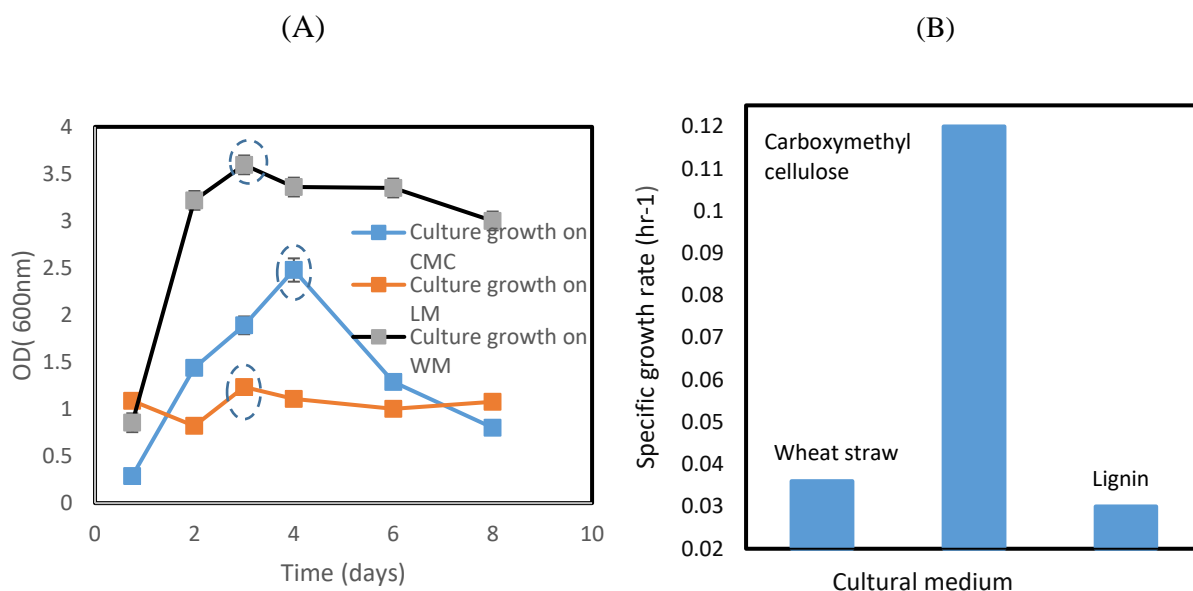 (A)
4
3.5
3
2.5
2
1.5
1
0.5
0
OD( 600nm)
0
2
4
6
8
10
Time (days)
Culture growth on
CMC
Culture growth on
LM
Culture growth on
WM
(B)
0.12
0.11
0.1
0.09
0.08
0.07
0.06
0.05
0.04
0.03
0.02
Specific growth rate (hr-1)
Carboxymethyl
cellulose
Wheat straw
Lignin
Cultural medium